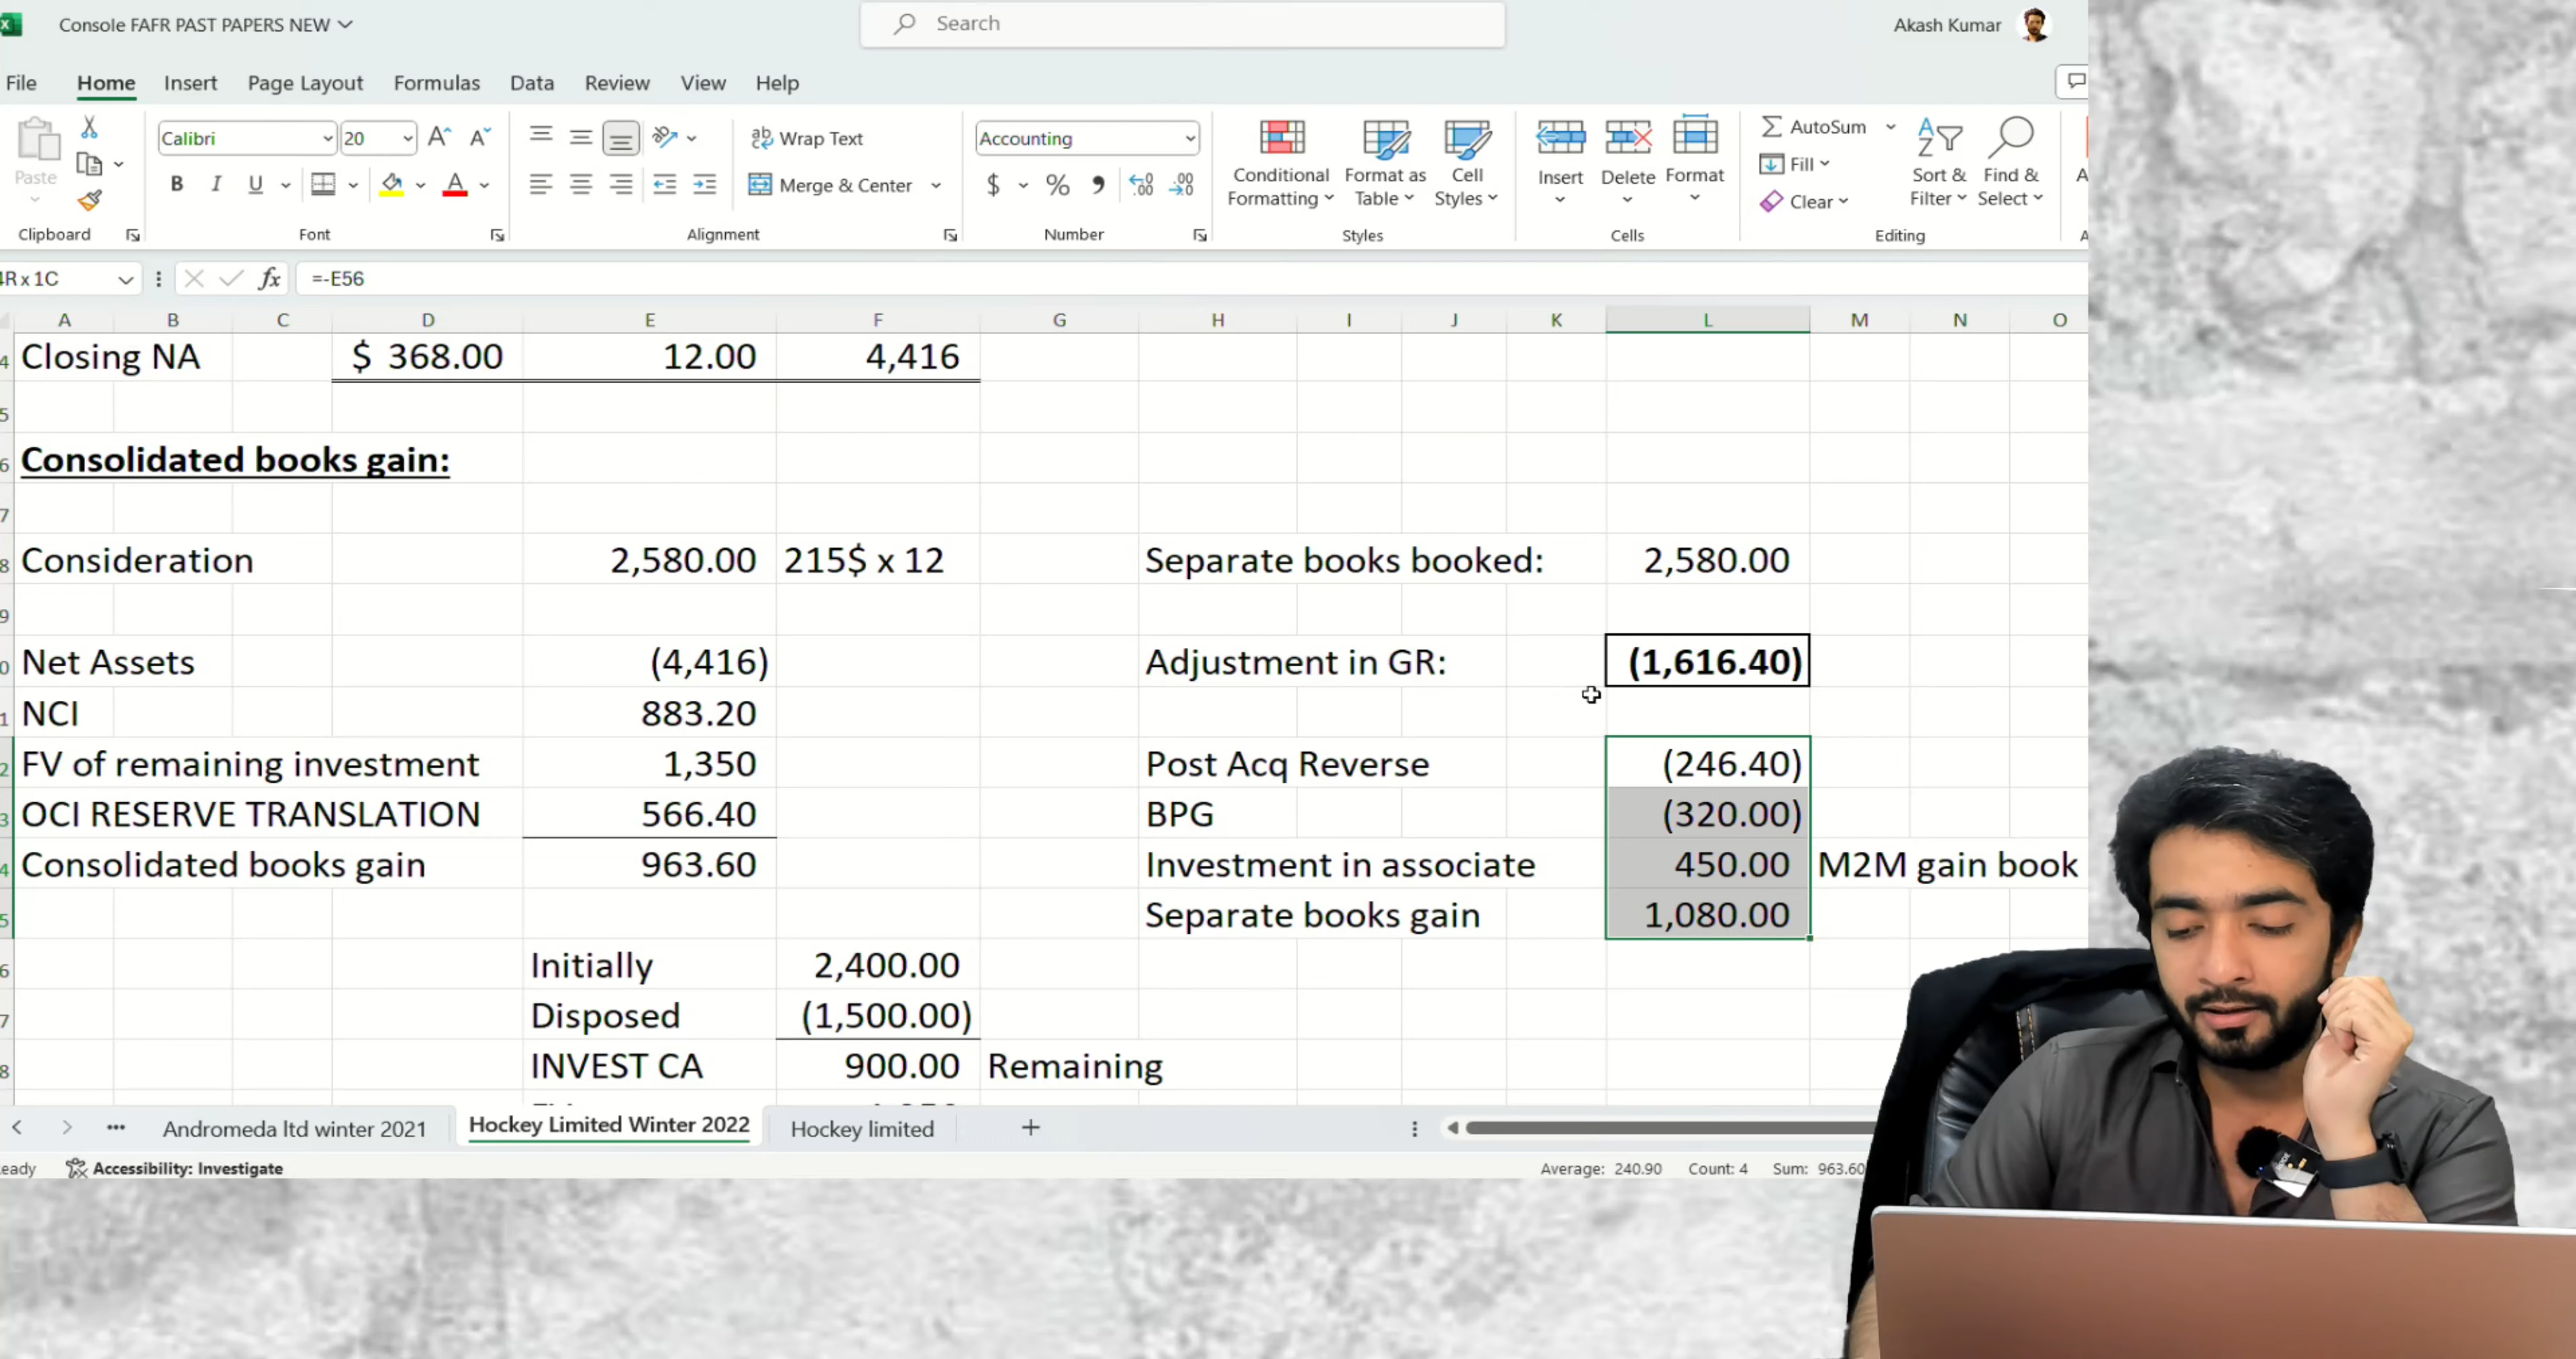 Console FAFR PAST PAPERS NEW
Search
Akash Kumar
File Home Insert Page Layout Formulas Data Review View Help
Paste
Clipboard
Calibri 20
B I U
Font
Wrap Text
Merge & Center
Alignment
Accounting
$ % 9
Number
Conditional Formatting
Format as Table
Cell Styles
Styles
Insert Delete Format
Cells
AutoSum
Fill
Clear
Sort & Filter
Find & Select
Editing
4R x 1C fx =-E56
A B C D E F G H I J K L M N O
Closing NA $ 368.00 12.00 4,416
Consolidated books gain:
Consideration 2,580.00 215$ x 12 Separate books booked: 2,580.00
Net Assets (4,416) Adjustment in GR: (1,616.40)
NCI 883.20
FV of remaining investment 1,350 Post Acq Reverse (246.40)
OCI RESERVE TRANSLATION 566.40 BPG (320.00)
Consolidated books gain 963.60 Investment in associate 450.00 M2M gain book
Separate books gain 1,080.00
Initially 2,400.00
Disposed (1,500.00)
INVEST CA 900.00 Remaining
Andromeda ltd winter 2021 Hockey Limited Winter 2022 Hockey limited
Accessibility: Investigate Average: 240.90 Count: 4 Sum: 963.60